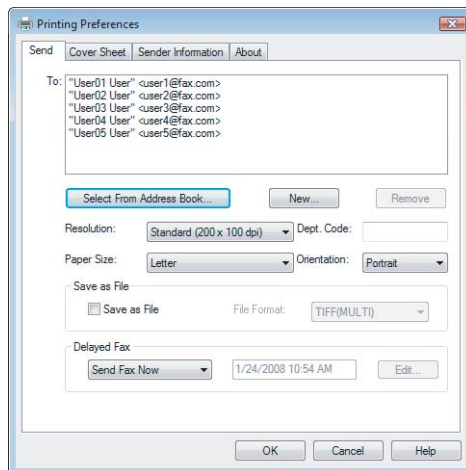 Printing Preferences
Send Cover Sheet Sender Information About
To: "User01 User" <user1@fax.com>
"User02 User" <user2@fax.com>
"User03 User" <user3@fax.com>
"User04 User" <user4@fax.com>
"User05 User" <user5@fax.com>
Select From Address Book... New... Remove
Resolution: Standard (200 x 100 dpi) Dept. Code:
Paper Size: Letter Orientation: Portrait
Save as File
Save as File File Format: TIFF(MULTI)
Delayed Fax
Send Fax Now 1/24/2008 10:54 AM Edit...
OK Cancel Help